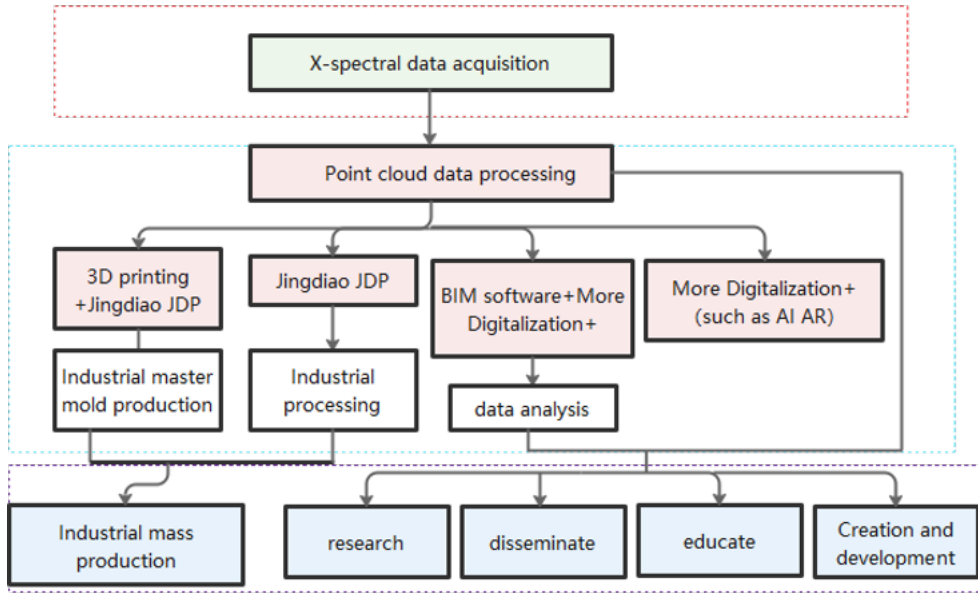 X-spectral data acquisition
Point cloud data processing
3D printing
+Jingdiao JDP
Jingdiao JDP
BIM software+More
Digitalization+
More Digitalization+
(such as AI AR)
Industrial master
mold production
Industrial
processing
data analysis
Industrial mass
production
research
disseminate
educate
Creation and
development